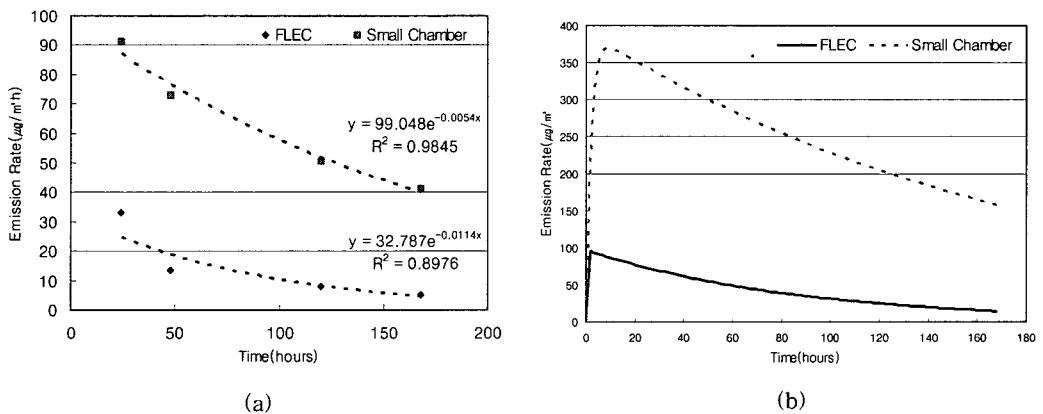 100
90
80
70
60
50
40
30
20
10
0
Emission Rate(㎍/㎡h)
FLEC
Small Chamber
y = 99.048e^-0.0054x
R² = 0.9845
y = 32.787e^-0.0114x
R² = 0.8976
0 50 100 150 200
Time(hours)
(a)
400
350
300
250
200
150
100
50
0
Emission Rate(㎍/㎥)
FLEC
Small Chamber
0 20 40 60 80 100 120 140 160 180
Time(hours)
(b)